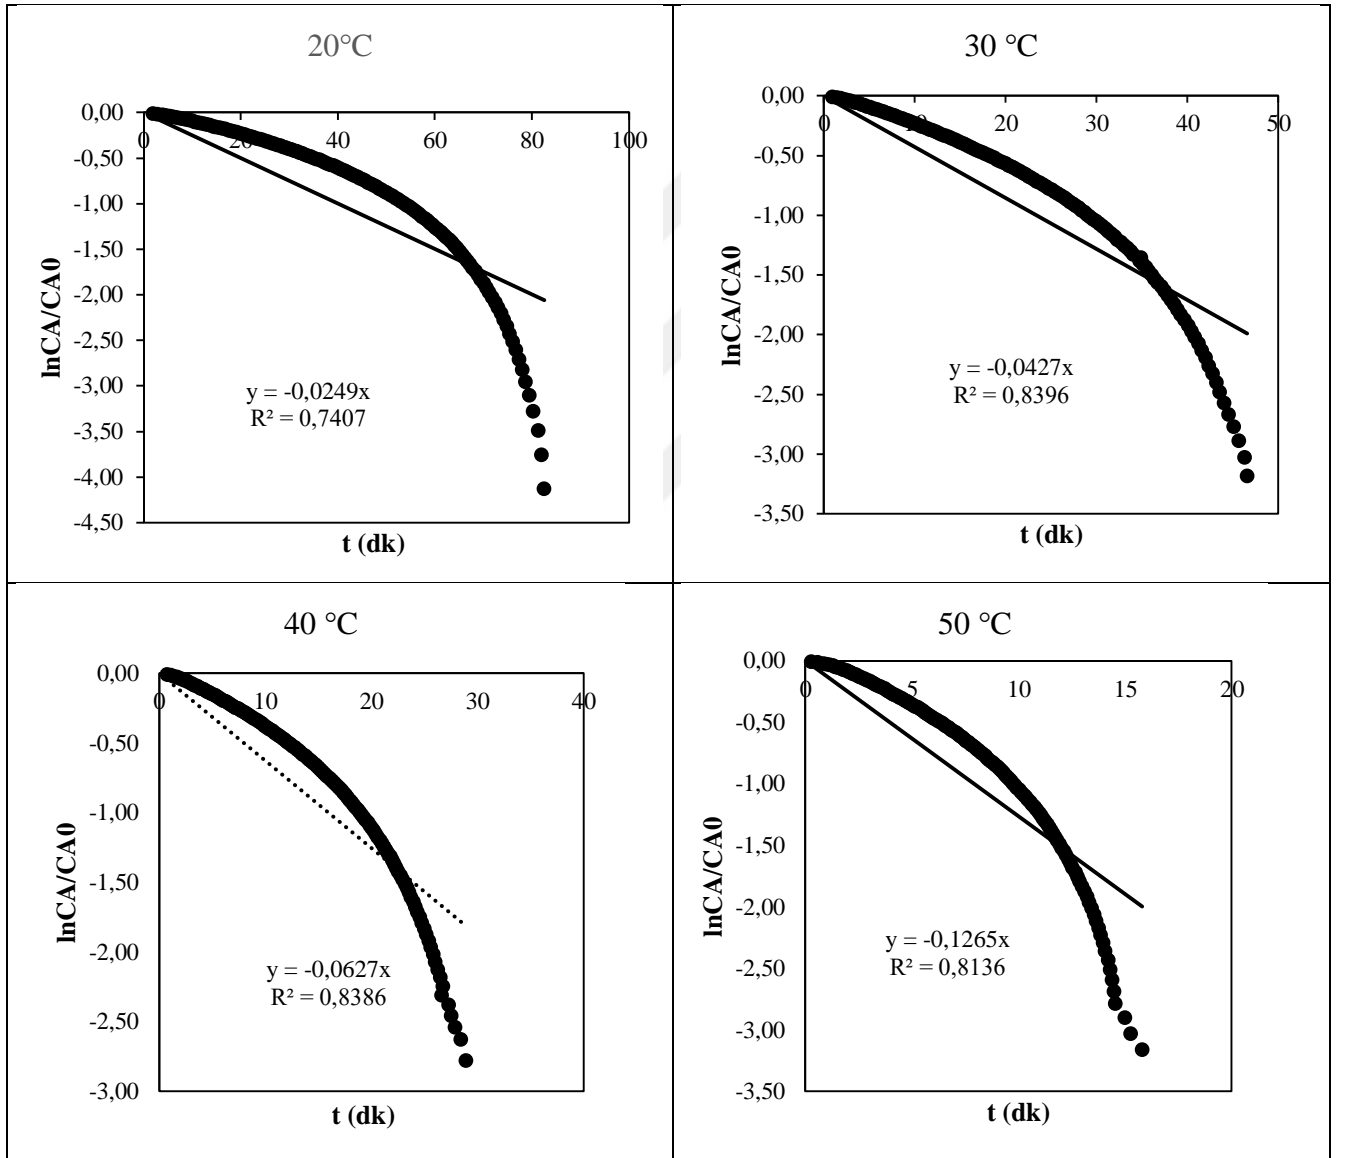 20°C
0,00
0
20
40
60
80
100
-0,50
-1,00
-1,50
-2,00
-2,50
-3,00
-3,50
-4,00
-4,50
lnCA/CA0
y = -0,0249x
R² = 0,7407
t (dk)
30 °C
0,00
0
10
20
30
40
50
-0,50
-1,00
-1,50
-2,00
-2,50
-3,00
-3,50
lnCA/CA0
y = -0,0427x
R² = 0,8396
t (dk)
40 °C
0,00
0
10
20
30
40
-0,50
-1,00
-1,50
-2,00
-2,50
-3,00
lnCA/CA0
y = -0,0627x
R² = 0,8386
t (dk)
50 °C
0,00
0
5
10
15
20
-0,50
-1,00
-1,50
-2,00
-2,50
-3,00
-3,50
lnCA/CA0
y = -0,1265x
R² = 0,8136
t (dk)